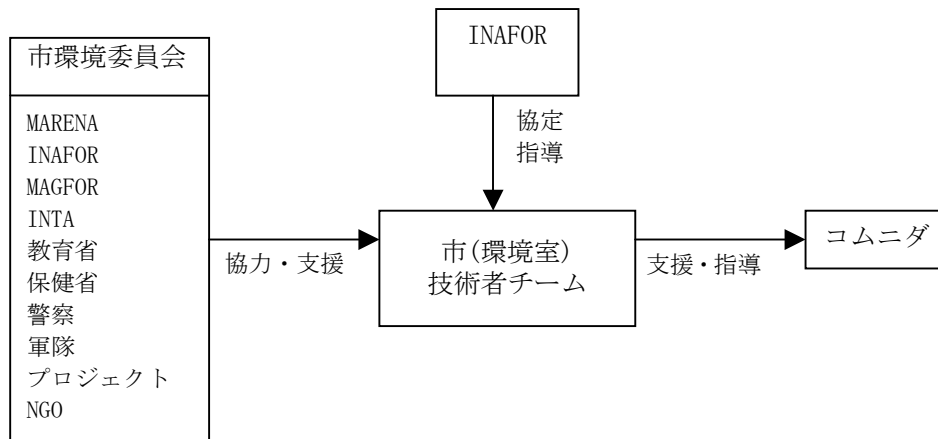 市環境委員会
MARENA
INAFOR
MAGFOR
INTA
教育省
保健省
警察
軍隊
プロジェクト
NGO
協力・支援
INAFOR
協定
指導
市(環境室)
技術者チーム
支援・指導
コムニダ